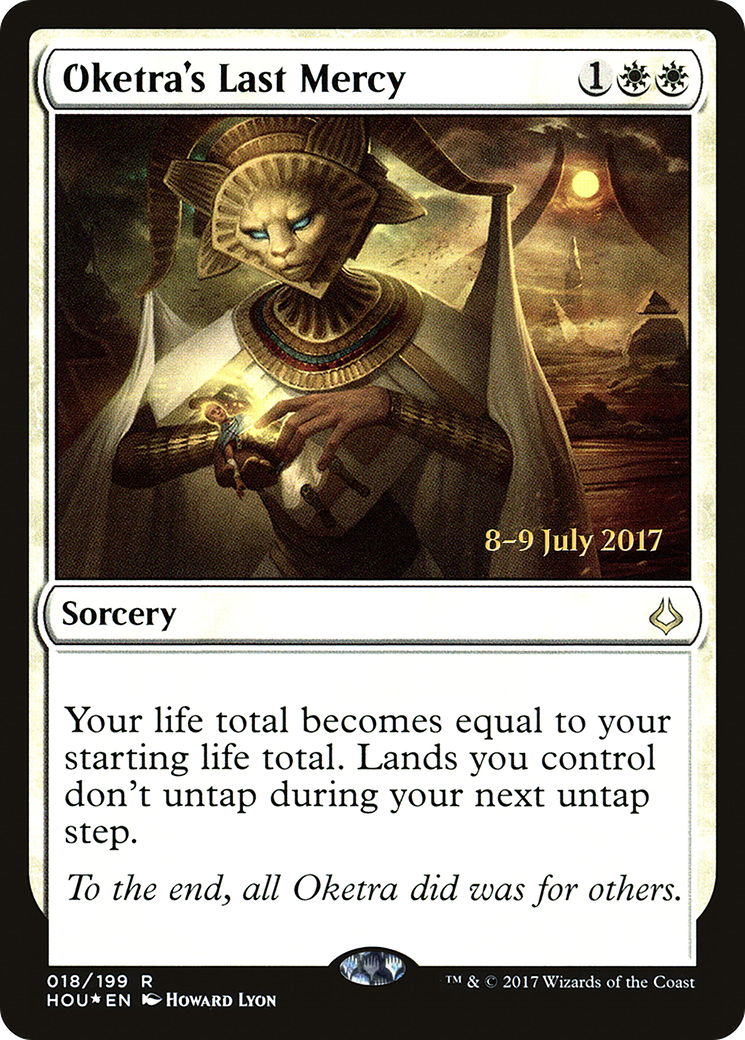 Oketra's Last Mercy 1
8–9 July 2017
Sorcery
Your life total becomes equal to your
starting life total. Lands you control
don't untap during your next untap
step.
To the end, all Oketra did was for others.
018/199 R
HOU★EN Howard Lyon
™ & © 2017 Wizards of the Coast